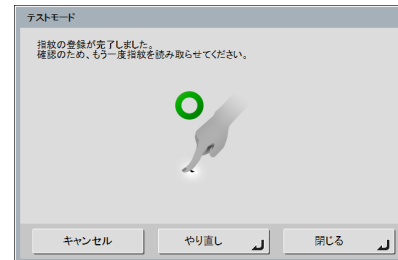 テストモード
指紋の登録が完了しました。
確認のため、もう一度指紋を読み取らせてください。
キャンセル
やり直し
閉じる